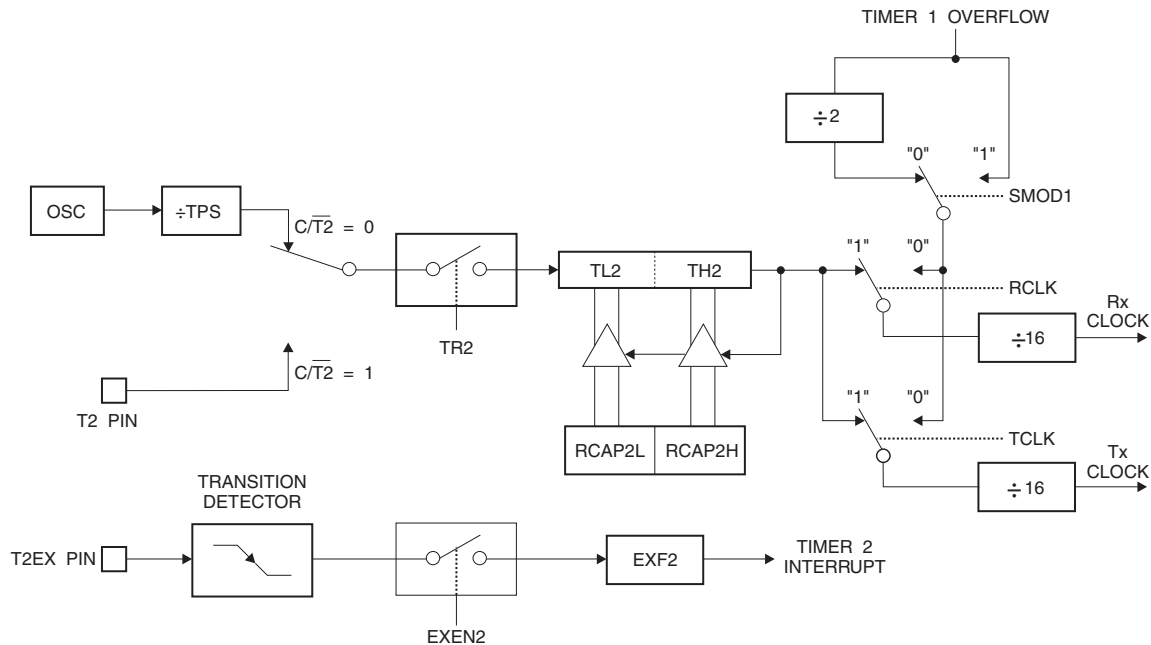 TIMER 1 OVERFLOW
÷2
"0"
"1"
SMOD1
OSC
÷TPS
C/T2̅ = 0
TR2
TL2
TH2
"1"
"0"
RCLK
Rx
CLOCK
÷16
C/T2̅ = 1
T2 PIN
RCAP2L
RCAP2H
"1"
"0"
TCLK
Tx
CLOCK
÷16
TRANSITION
DETECTOR
T2EX PIN
EXEN2
EXF2
TIMER 2
INTERRUPT